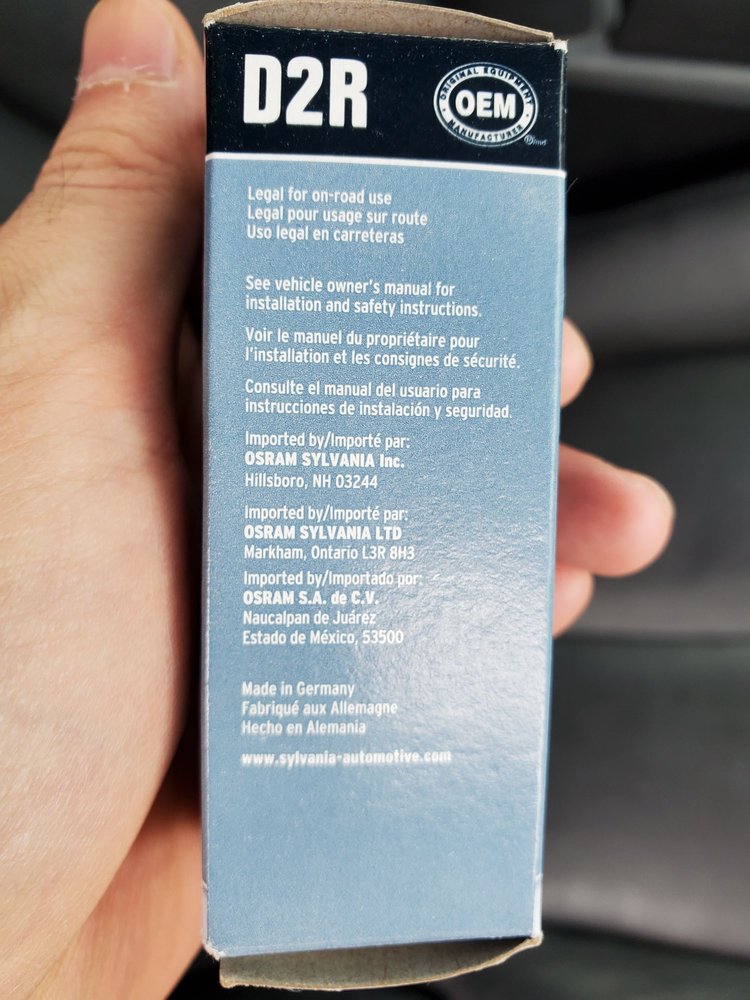 D2R
ORIGINAL EQUIPMENT
OEM
MANUFACTURER
Legal for on-road use
Legal pour usage sur route
Uso legal en carreteras
See vehicle owner's manual for
installation and safety instructions.
Voir le manuel du propriétaire pour
l'installation et les consignes de sécurité.
Consulte el manual del usuario para
instrucciones de instalación y seguridad.
Imported by/Importé par:
OSRAM SYLVANIA Inc.
Hillsboro, NH 03244
Imported by/Importé par:
OSRAM SYLVANIA LTD
Markham, Ontario L3R 8H3
Imported by/Importado por:
OSRAM S.A. de C.V.
Naucalpan de Juárez
Estado de México, 53500
Made in Germany
Fabriqué aux Allemagne
Hecho en Alemania
www.sylvania-automotive.com